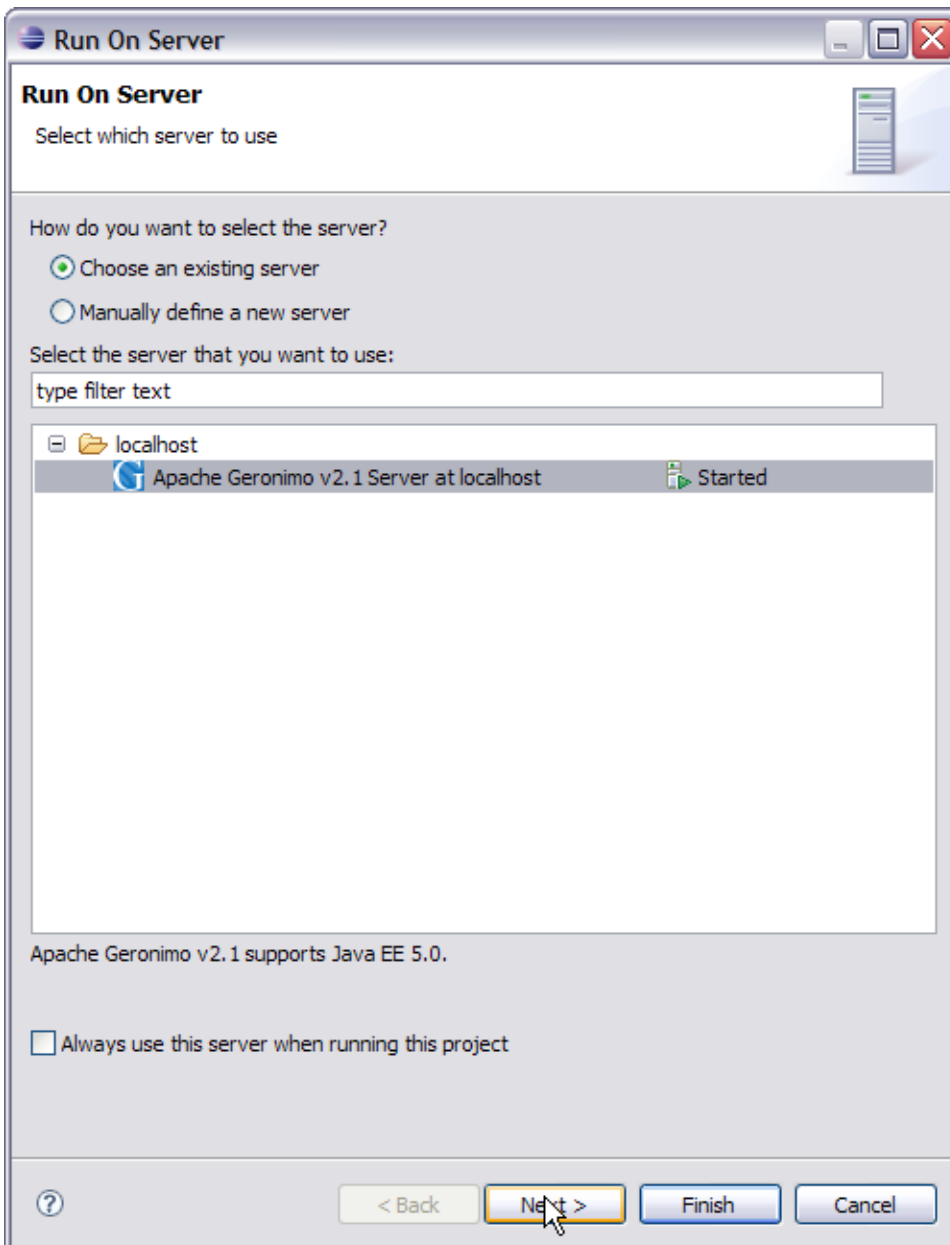 Run On Server
Run On Server
Select which server to use
How do you want to select the server?
Choose an existing server
Manually define a new server
Select the server that you want to use:
type filter text
localhost
Apache Geronimo v2.1 Server at localhost Started
Apache Geronimo v2.1 supports Java EE 5.0.
Always use this server when running this project
? < Back Next > Finish Cancel